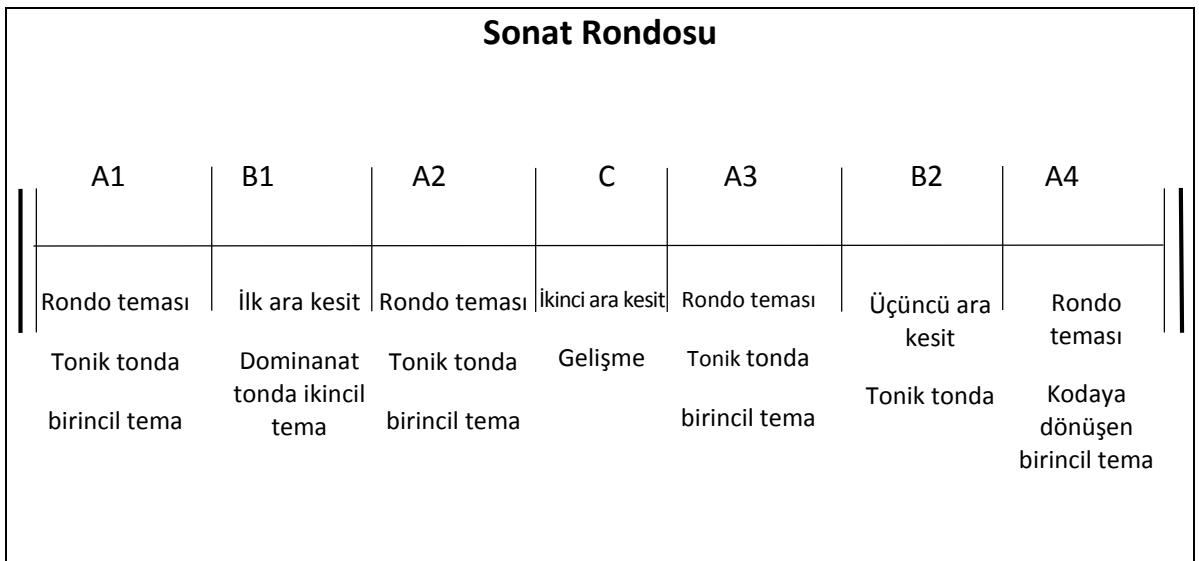 Sonat Rondosu
A1 B1 A2 C A3 B2 A4
Rondo teması
Tonik tonda
birincil tema
İlk ara kesit
Dominanat
tonda ikincil
tema
Rondo teması
Tonik tonda
birincil tema
İkinci ara kesit
Gelişme
Rondo teması
Tonik tonda
birincil tema
Üçüncü ara
kesit
Tonik tonda
Rondo
teması
Kodaya
dönüşen
birincil tema